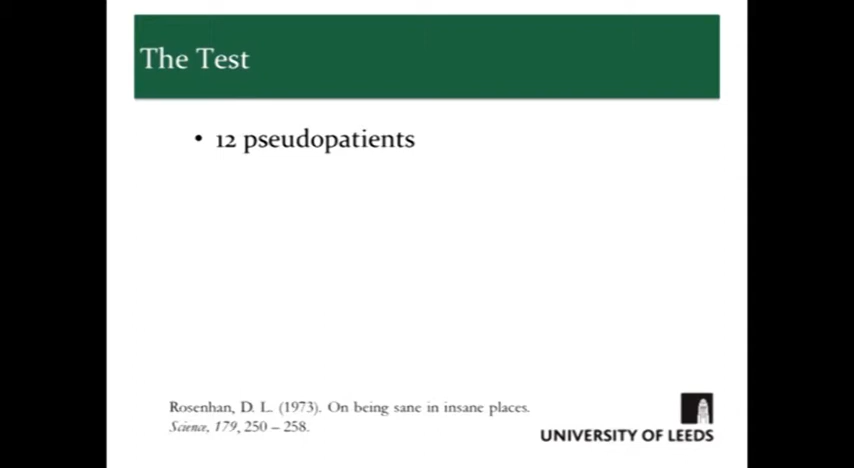 The Test
• 12 pseudopatients
Rosenhan, D. L. (1973). On being sane in insane places.
Science, 179, 250 – 258.
UNIVERSITY OF LEEDS